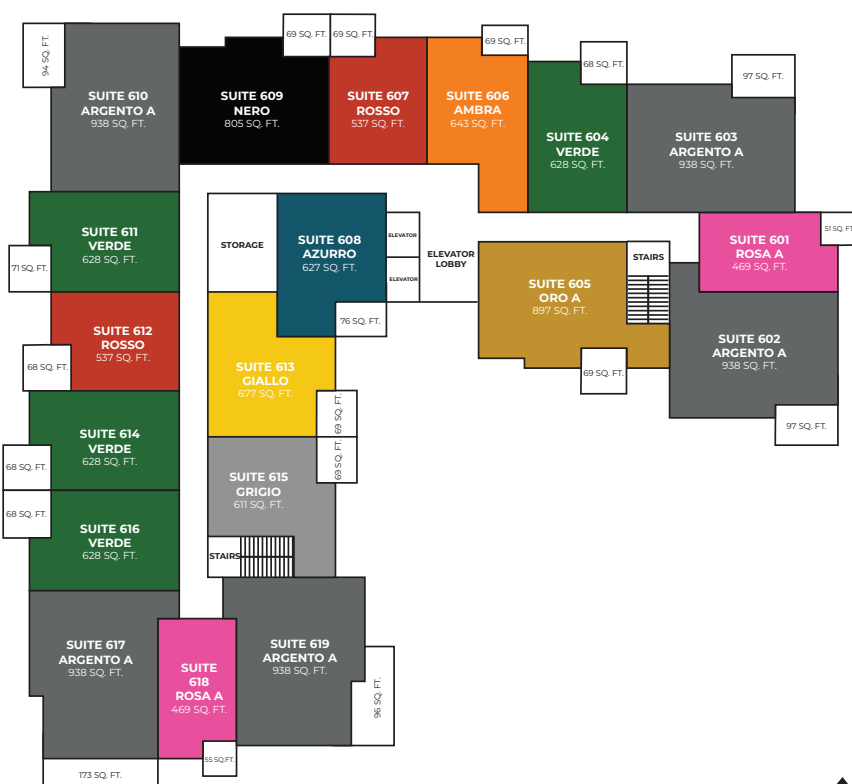 94 SQ. FT.
SUITE 610
ARGENTO A
938 SQ. FT.
SUITE 609
NERO
805 SQ. FT.
69 SQ. FT.
69 SQ. FT.
SUITE 607
ROSSO
537 SQ. FT.
SUITE 606
AMBRA
643 SQ. FT.
69 SQ. FT.
68 SQ. FT.
SUITE 604
VERDE
628 SQ. FT.
97 SQ. FT.
SUITE 603
ARGENTO A
938 SQ. FT.
SUITE 611
VERDE
628 SQ. FT.
71 SQ. FT.
STORAGE
SUITE 608
AZURRO
627 SQ. FT.
76 SQ. FT.
ELEVATOR
ELEVATOR
ELEVATOR
LOBBY
SUITE 605
ORO A
897 SQ. FT.
69 SQ. FT.
STAIRS
SUITE 601
ROSA A
469 SQ. FT.
51 SQ. FT.
SUITE 602
ARGENTO A
938 SQ. FT.
97 SQ. FT.
SUITE 612
ROSSO
537 SQ. FT.
68 SQ. FT.
SUITE 613
GIALLO
677 SQ. FT.
69 SQ. FT.
69 SQ. FT.
SUITE 614
VERDE
628 SQ. FT.
68 SQ. FT.
68 SQ. FT.
SUITE 615
GRIGIO
611 SQ. FT.
STAIRS
SUITE 616
VERDE
628 SQ. FT.
SUITE 617
ARGENTO A
938 SQ. FT.
173 SQ. FT.
SUITE
618
ROSA A
469 SQ. FT.
55 SQ.FT.
SUITE 619
ARGENTO A
938 SQ. FT.
96 SQ. FT.